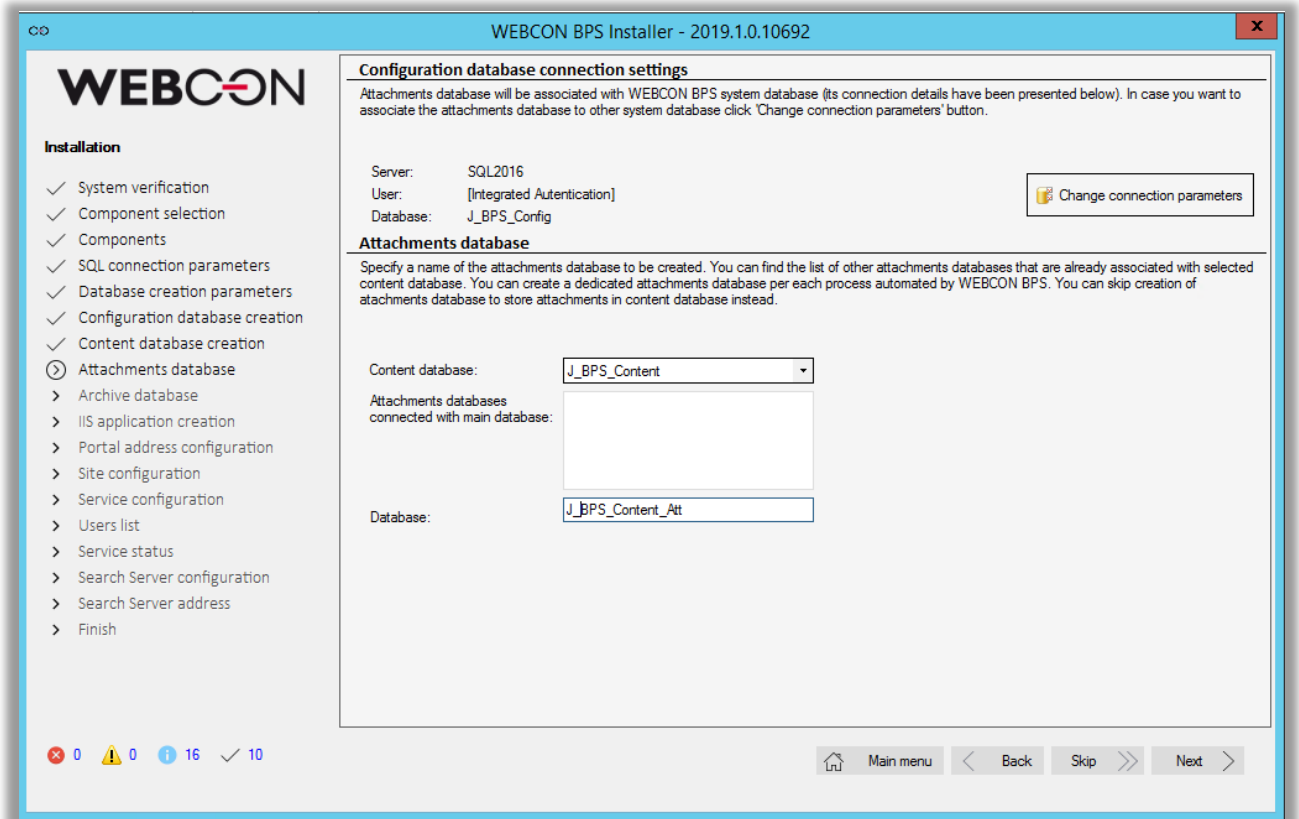 WEBCON BPS Installer - 2019.1.0.10692
x
WEBCON
Installation
System verification
Component selection
Components
SQL connection parameters
Database creation parameters
Configuration database creation
Content database creation
Attachments database
Archive database
IIS application creation
Portal address configuration
Site configuration
Service configuration
Users list
Service status
Search Server configuration
Search Server address
Finish
0 0 16 10
Configuration database connection settings
Attachments database will be associated with WEBCON BPS system database (its connection details have been presented below). In case you want to
associate the attachments database to other system database click 'Change connection parameters' button.
Server: SQL2016
User: [Integrated Autentication]
Database: J_BPS_Config
Change connection parameters
Attachments database
Specify a name of the attachments database to be created. You can find the list of other attachments databases that are already associated with selected
content database. You can create a dedicated attachments database per each process automated by WEBCON BPS. You can skip creation of
atachments database to store attachments in content database instead.
Content database: J_BPS_Content
Attachments databases
connected with main database:
Database: J_BPS_Content_Att
Main menu Back Skip Next